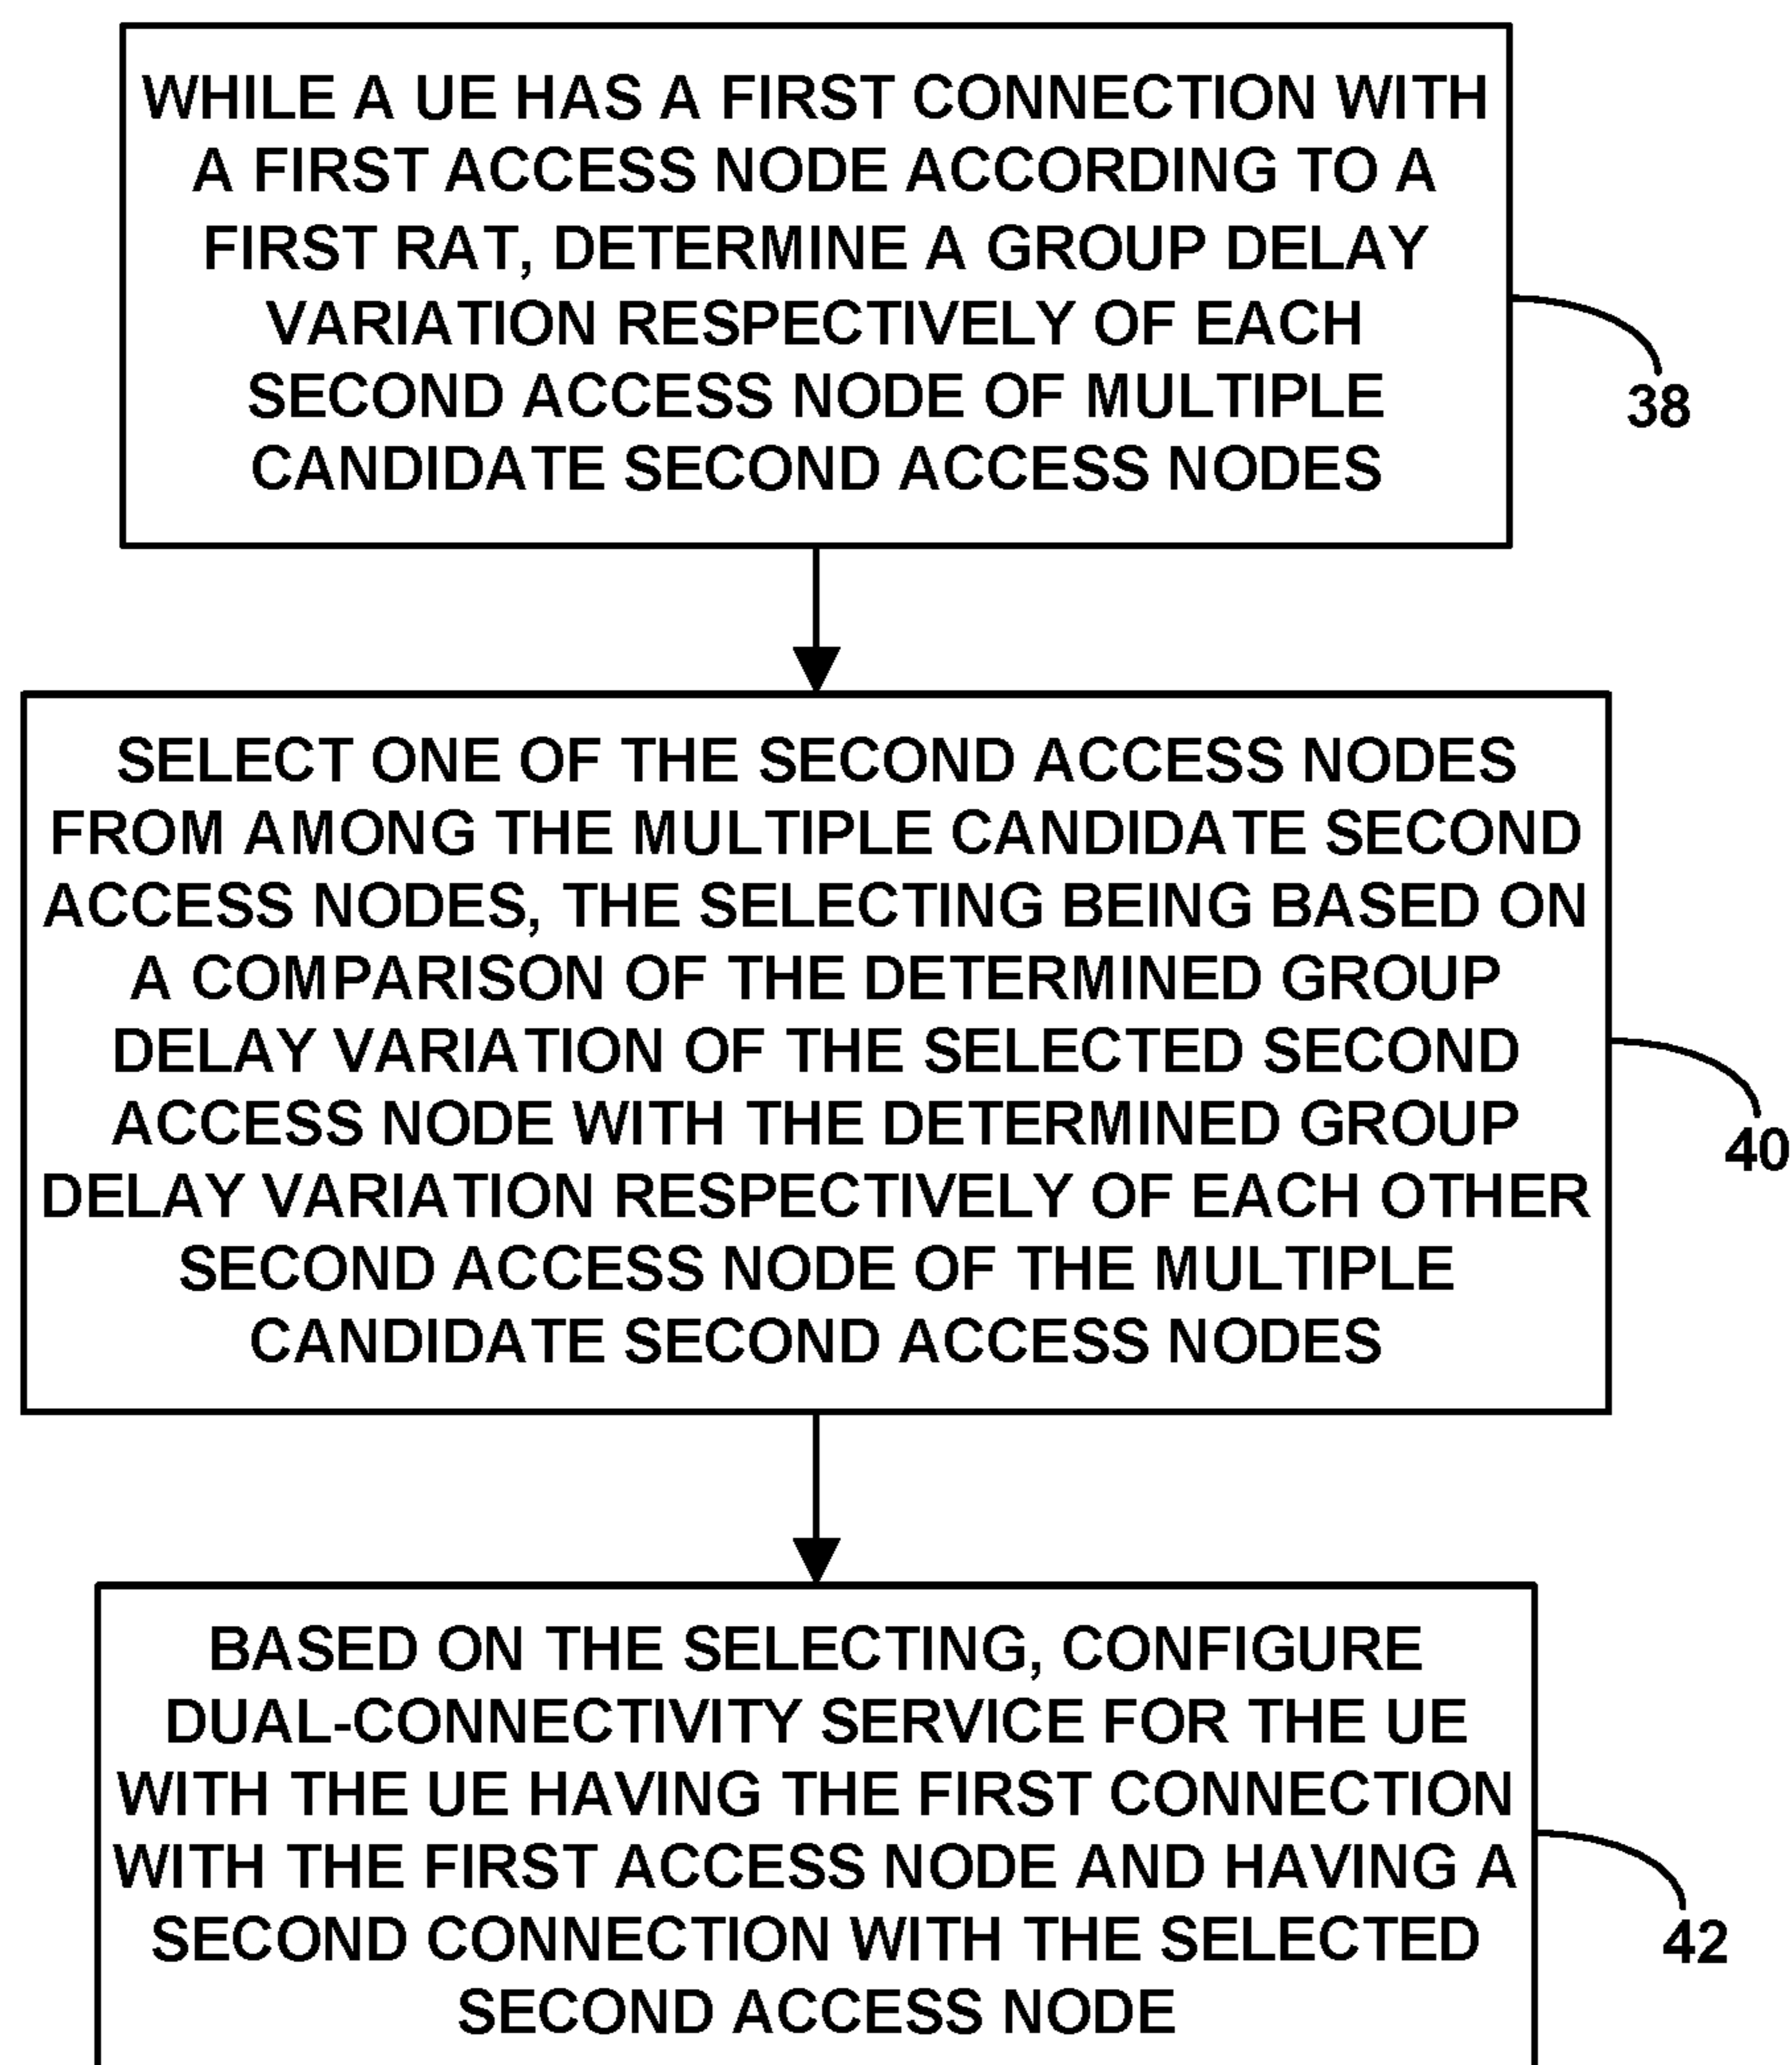 WHILE A UE HAS A FIRST CONNECTION WITH
A FIRST ACCESS NODE ACCORDING TO A
FIRST RAT, DETERMINE A GROUP DELAY
VARIATION RESPECTIVELY OF EACH
SECOND ACCESS NODE OF MULTIPLE
CANDIDATE SECOND ACCESS NODES
38
SELECT ONE OF THE SECOND ACCESS NODES
FROM AMONG THE MULTIPLE CANDIDATE SECOND
ACCESS NODES, THE SELECTING BEING BASED ON
A COMPARISON OF THE DETERMINED GROUP
DELAY VARIATION OF THE SELECTED SECOND
ACCESS NODE WITH THE DETERMINED GROUP
DELAY VARIATION RESPECTIVELY OF EACH OTHER
SECOND ACCESS NODE OF THE MULTIPLE
CANDIDATE SECOND ACCESS NODES
40
BASED ON THE SELECTING, CONFIGURE
DUAL-CONNECTIVITY SERVICE FOR THE UE
WITH THE UE HAVING THE FIRST CONNECTION
WITH THE FIRST ACCESS NODE AND HAVING A
SECOND CONNECTION WITH THE SELECTED
SECOND ACCESS NODE
42